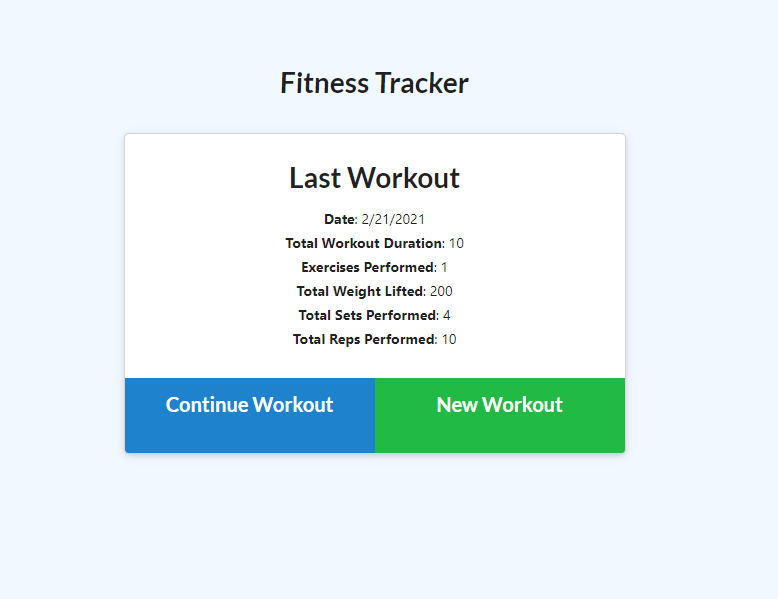 Fitness Tracker
Last Workout
Date: 2/21/2021
Total Workout Duration: 10
Exercises Performed: 1
Total Weight Lifted: 200
Total Sets Performed: 4
Total Reps Performed: 10
Continue Workout
New Workout